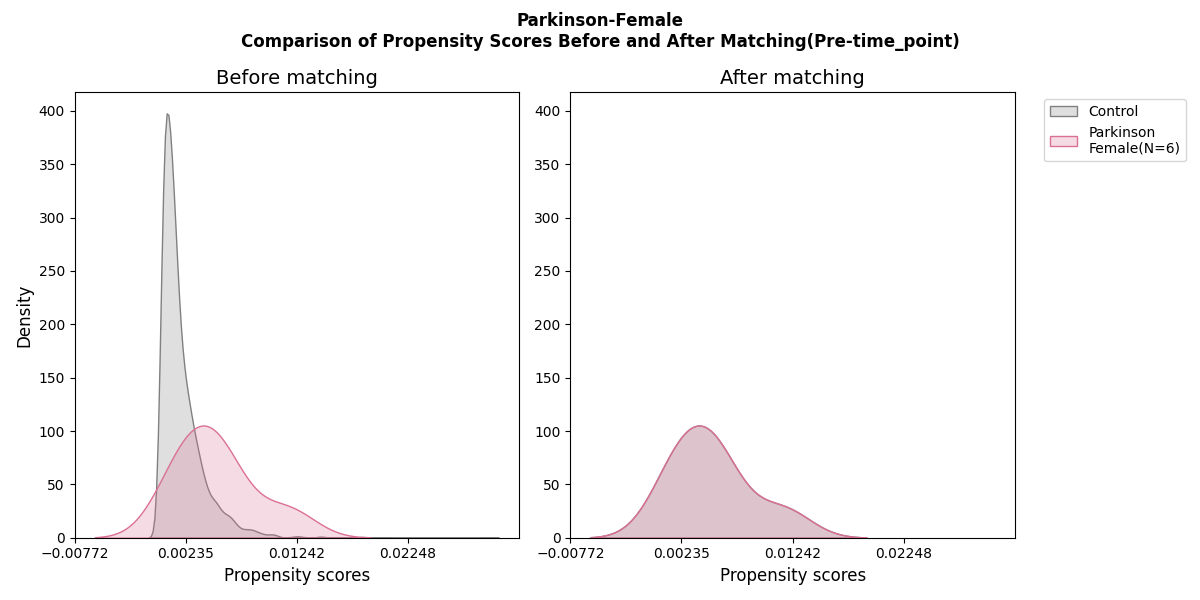 Parkinson-Female
Comparison of Propensity Scores Before and After Matching(Pre-time_point)
Before matching
After matching
400
350
300
250
200
150
100
50
0
Density
−0.00772
0.00235
0.01242
0.02248
Propensity scores
400
350
300
250
200
150
100
50
0
−0.00772
0.00235
0.01242
0.02248
Propensity scores
Control
Parkinson
Female(N=6)